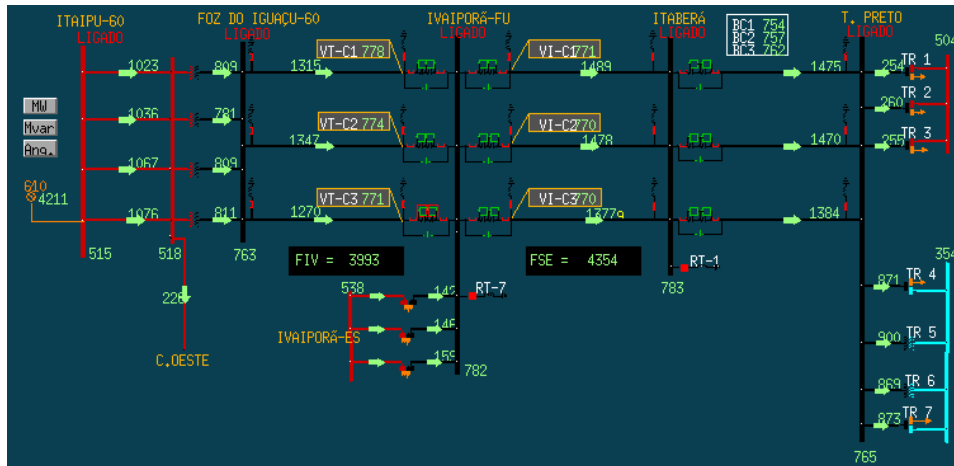 ITAIPU-60 FOZ DO IGUAÇU-60 IVAIPORÃ-FU ITABERÁ T. PRETO
LIGADO LIGADO LIGADO LIGADO LIGADO
BC1 754
BC2 757
BC3 762
504
VT-C1 778 VI-C1 771
1023 809 1315 1489 1475 254 TR 1
MW
Mvar
Ang.
TR 2
1036 781 260
VT-C2 774 VI-C2 770
1347 1478 1470 255 TR 3
1067 809
610
4211
VT-C3 771 VI-C3 770
1076 811 1270 1384
515 518 763
FIV = 3993 FSE = 4354
RT-1
354
538 783
871 TR 4
142 RT-7
IVAIPORÃ-ES 146
900 TR 5
C.OESTE
159
782
869 TR 6
873 TR 7
765